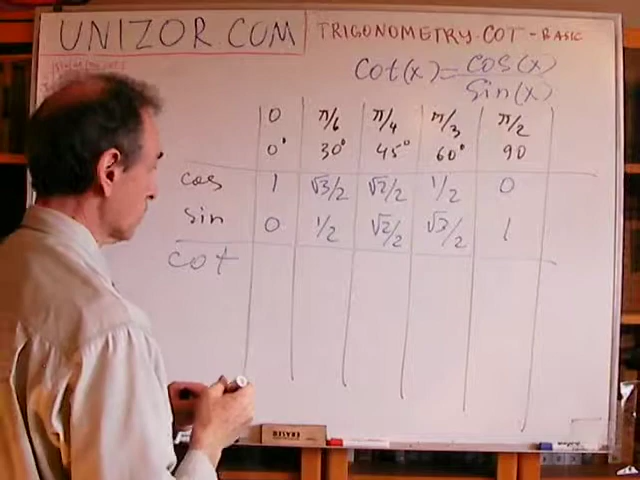 UNIZOR.COM TRIGONOMETRY-COT-BASIC
Cot(x)=cos(x)/sin(x)
0 π/6 π/4 π/3 π/2
0° 30° 45° 60° 90
cos 1 √3/2 √2/2 1/2 0
sin 0 1/2 √2/2 √3/2 1
cot
ERASER